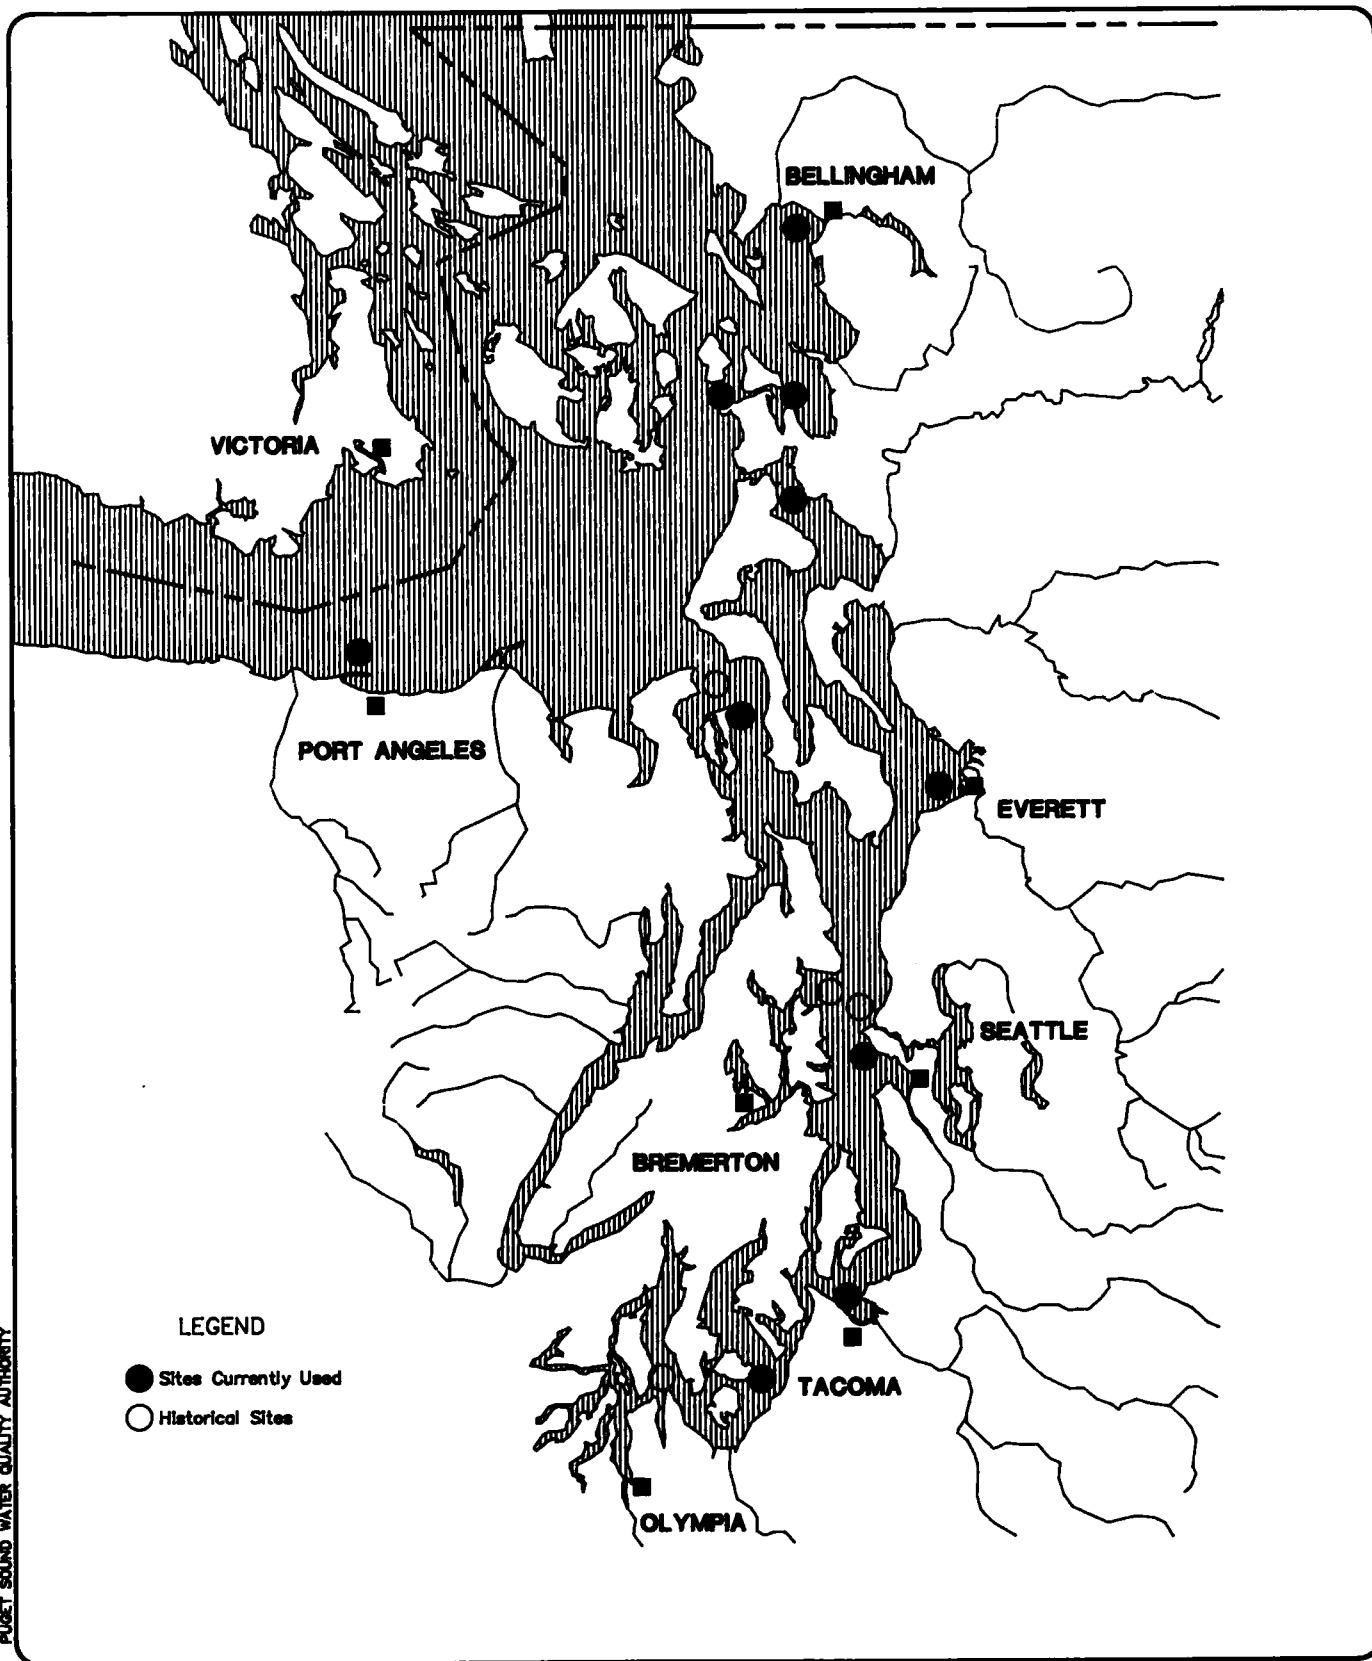 BELLINGHAM
VICTORIA
PORT ANGELES
EVERETT
SEATTLE
BREMERTON
LEGEND
Sites Currently Used
Historical Sites
TACOMA
OLYMPIA
PUGET SOUND WATER QUALITY AUTHORITY